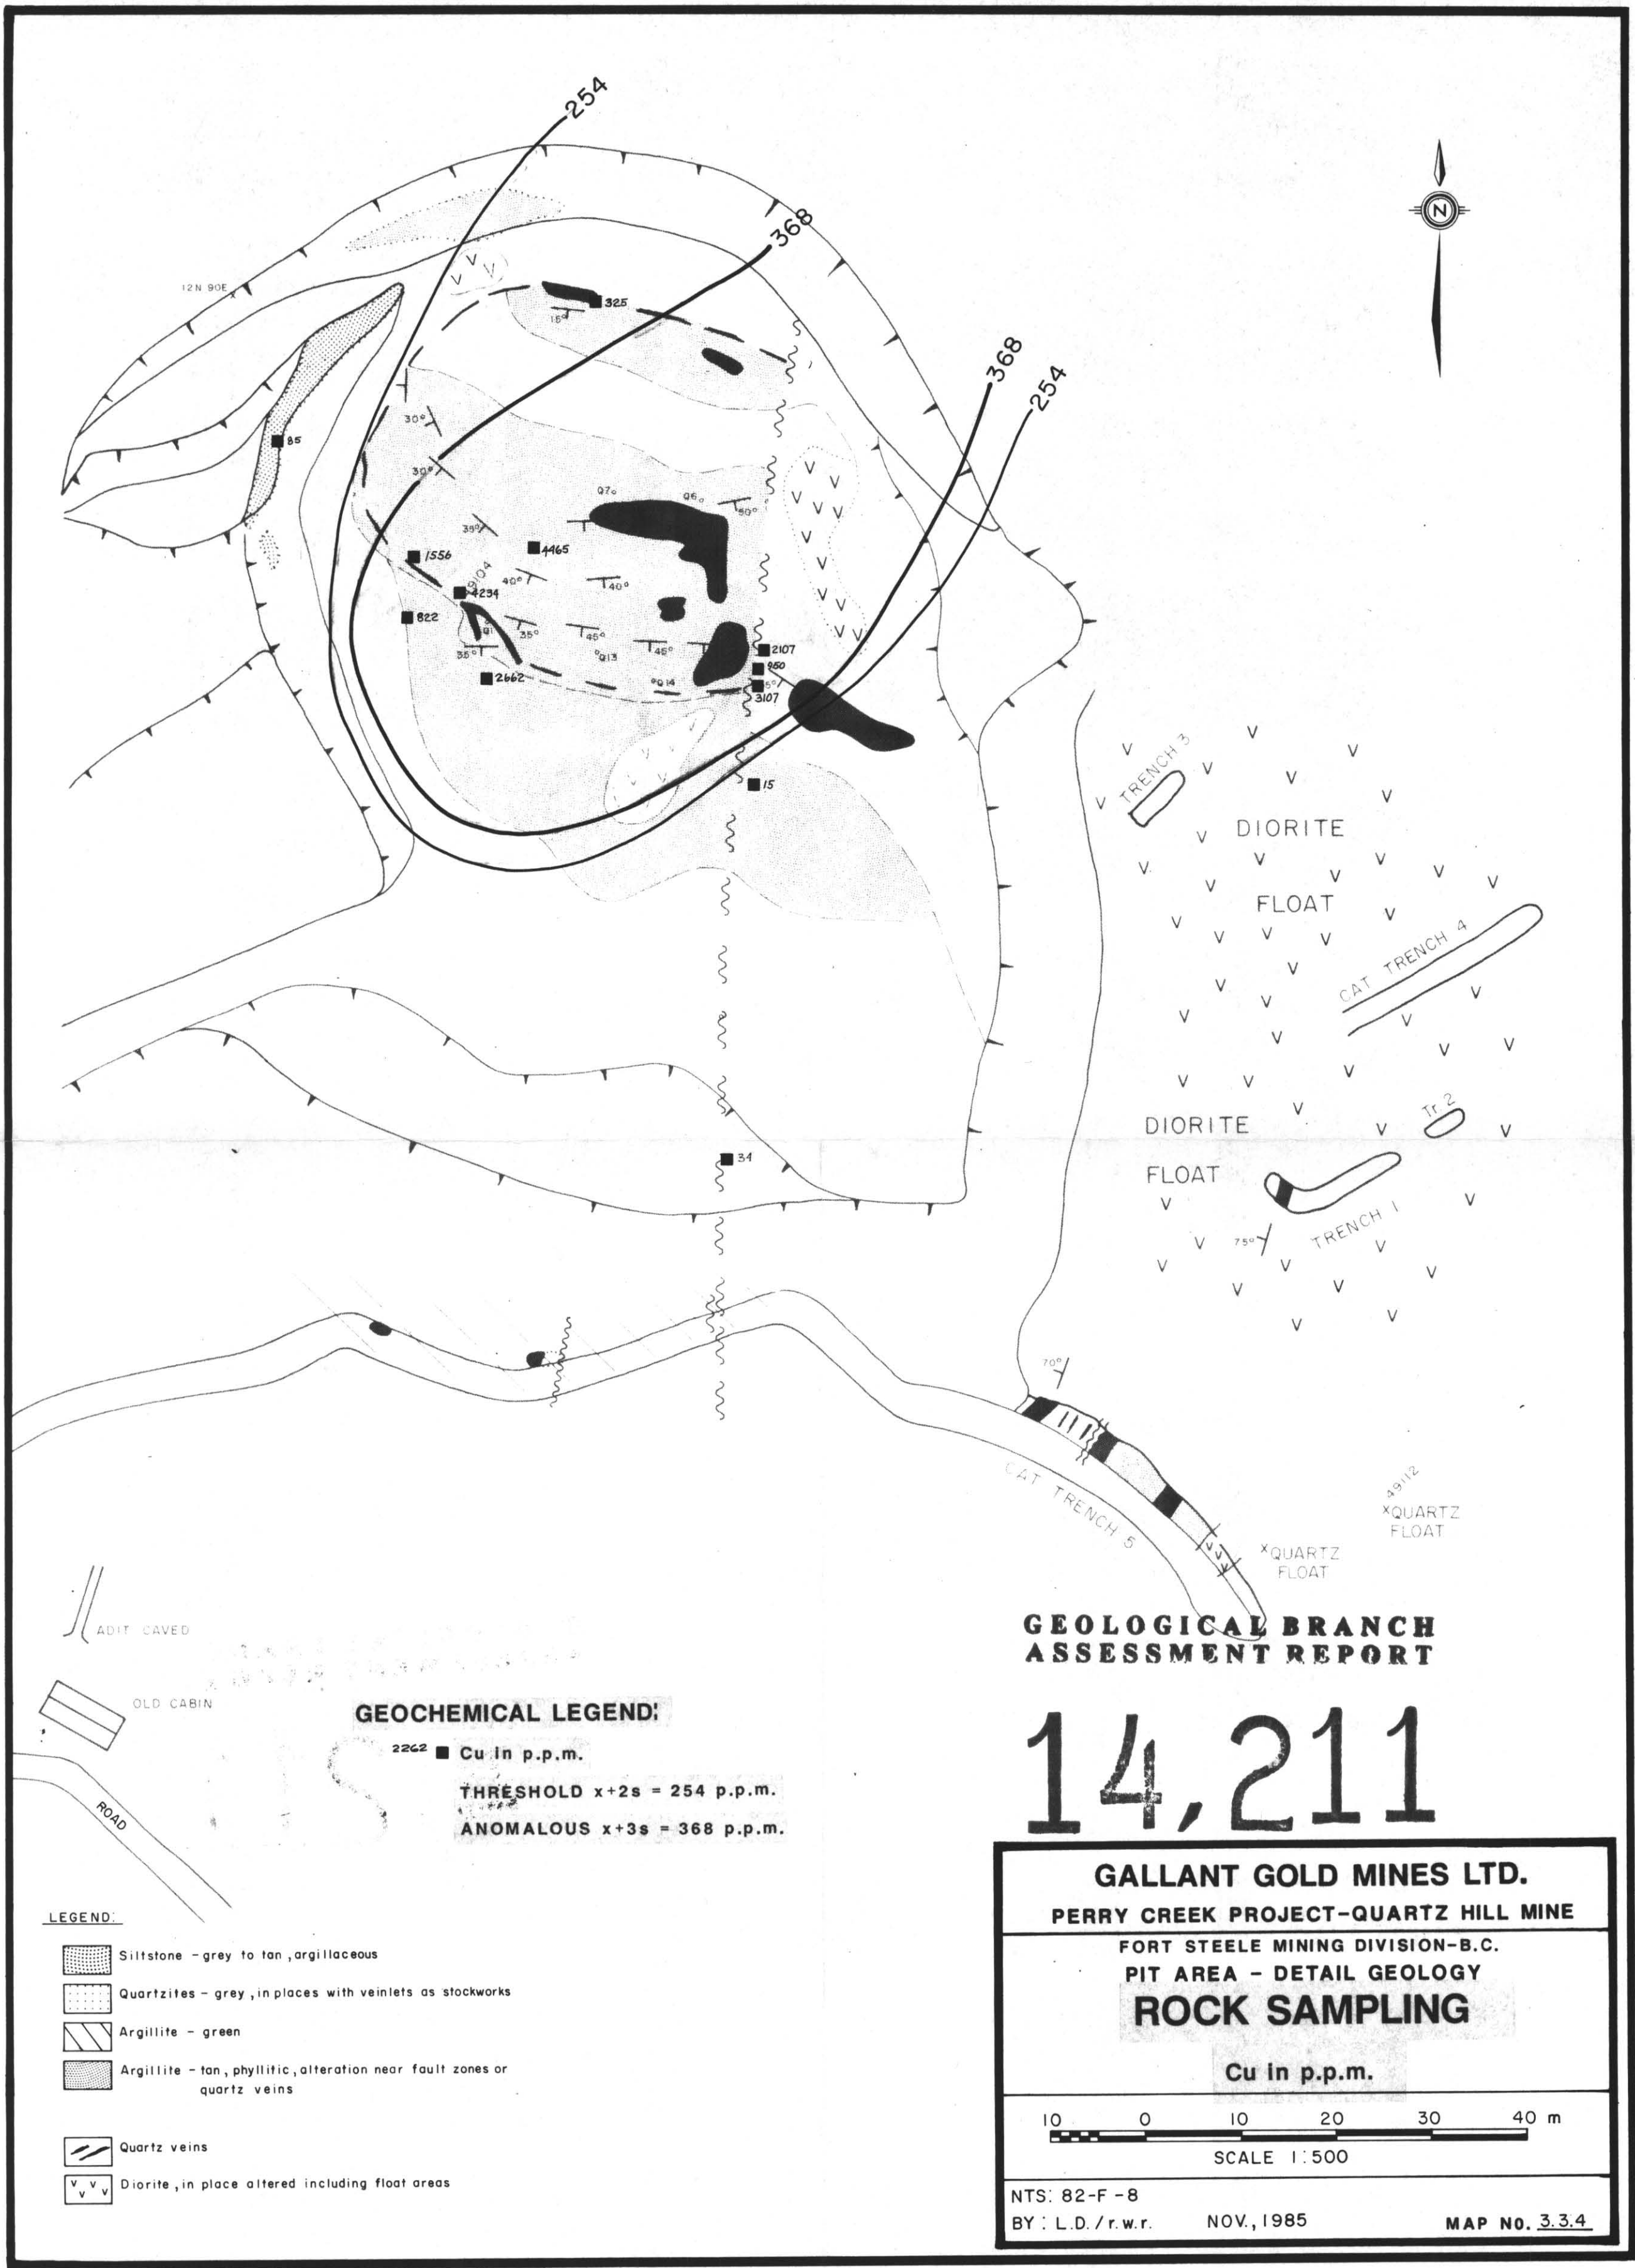 254
368
N
12N 90E
325
15°
368
254
30°
85
30°
Q7
Q6
50°
35°
1556
4465
40°
40°
4234
822
Q1
35°
45°
45°
35°
Q13
2107
2662
Q14
950
5°
3107
15
TRENCH 3
DIORITE
FLOAT
CAT TRENCH 4
Tr. 2
DIORITE
FLOAT
34
TRENCH 1
75°
70°
CAT TRENCH 5
49112
xQUARTZ
FLOAT
xQUARTZ
FLOAT
ADIT CAVED
GEOLOGICAL BRANCH
ASSESSMENT REPORT
OLD CABIN
14,211
GEOCHEMICAL LEGEND:
2262 Cu in p.p.m.
THRESHOLD x+2s = 254 p.p.m.
ANOMALOUS x+3s = 368 p.p.m.
ROAD
LEGEND:
Siltstone - grey to tan, argillaceous
Quartzites - grey, in places with veinlets as stockworks
Argillite - green
Argillite - tan, phyllitic, alteration near fault zones or
quartz veins
Quartz veins
Diorite, in place altered including float areas
GALLANT GOLD MINES LTD.
PERRY CREEK PROJECT-QUARTZ HILL MINE
FORT STEELE MINING DIVISION-B.C.
PIT AREA - DETAIL GEOLOGY
ROCK SAMPLING
Cu in p.p.m.
10 0 10 20 30 40 m
SCALE 1:500
NTS: 82-F-8
BY: L.D./r.w.r. NOV., 1985 MAP NO. 3.3.4